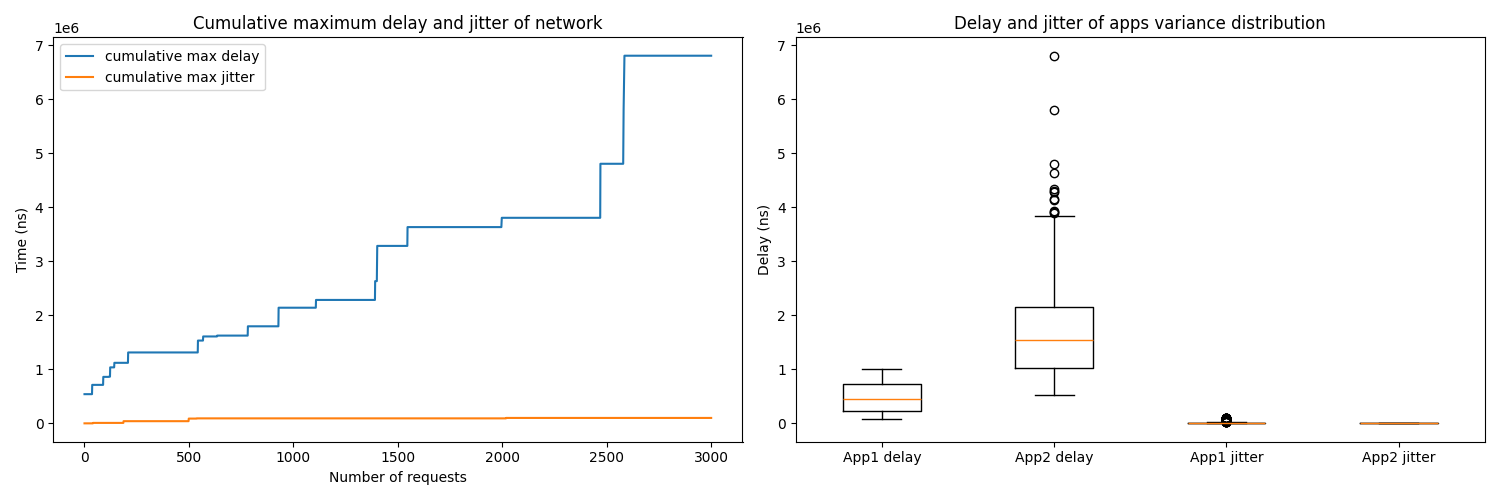 Cumulative maximum delay and jitter of network
1e6
7
6
5
4
3
2
1
0
Time (ns)
cumulative max delay
cumulative max jitter
0 500 1000 1500 2000 2500 3000
Number of requests
Delay and jitter of apps variance distribution
1e6
7
6
5
4
3
2
1
0
Delay (ns)
App1 delay App2 delay App1 jitter App2 jitter